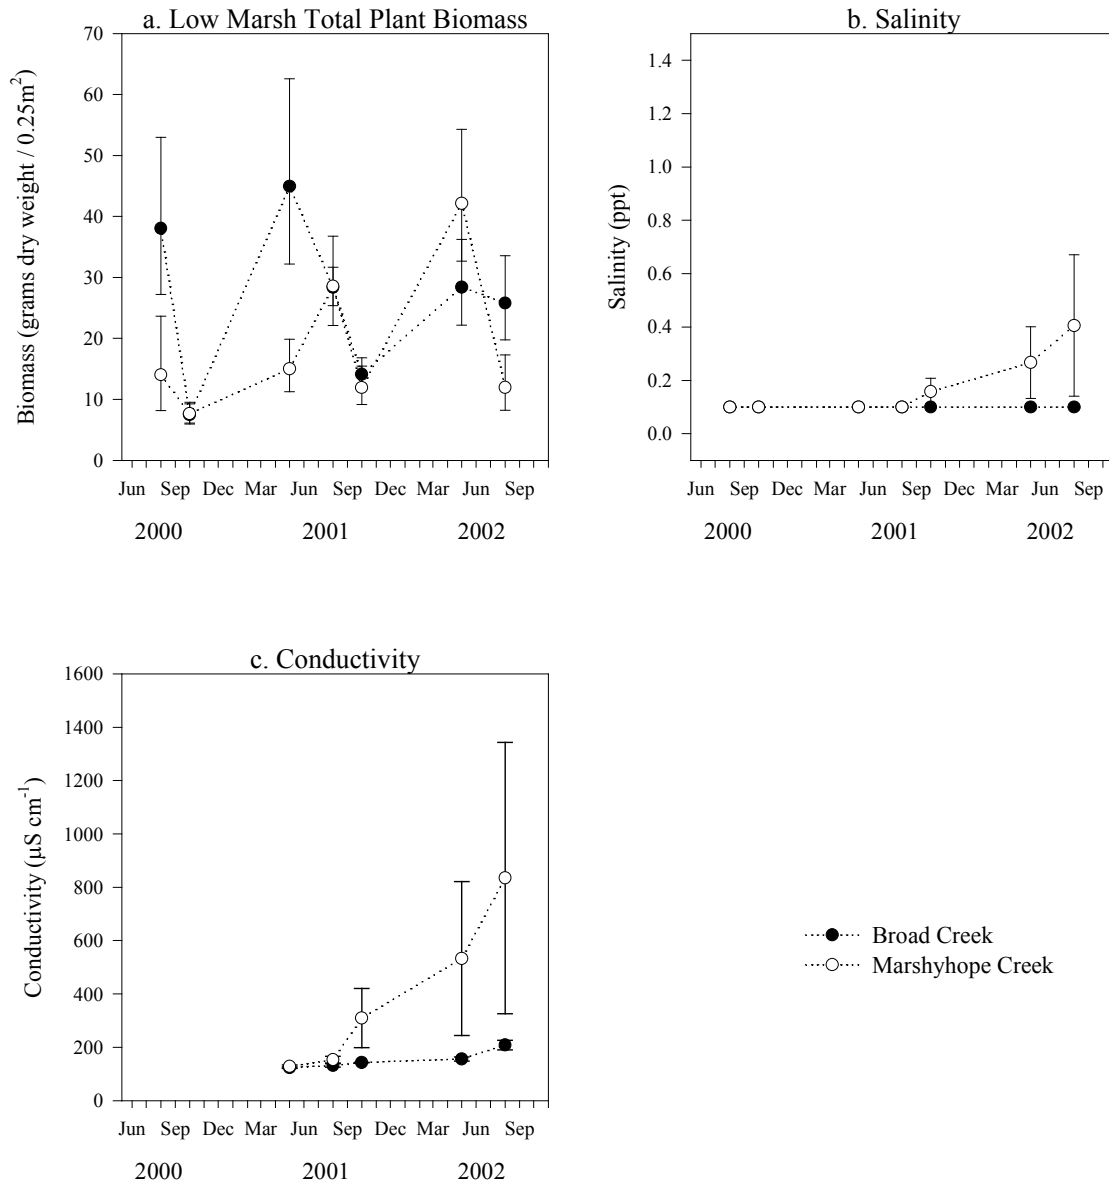 a. Low Marsh Total Plant Biomass
Biomass (grams dry weight / 0.25m²)
70
60
50
40
30
20
10
0
Jun Sep Dec Mar Jun Sep Dec Mar Jun Sep
2000 2001 2002
b. Salinity
Salinity (ppt)
1.4
1.2
1.0
0.8
0.6
0.4
0.2
0.0
Jun Sep Dec Mar Jun Sep Dec Mar Jun Sep
2000 2001 2002
c. Conductivity
Conductivity (µS cm⁻¹)
1600
1400
1200
1000
800
600
400
200
0
Jun Sep Dec Mar Jun Sep Dec Mar Jun Sep
2000 2001 2002
Broad Creek
Marshyhope Creek